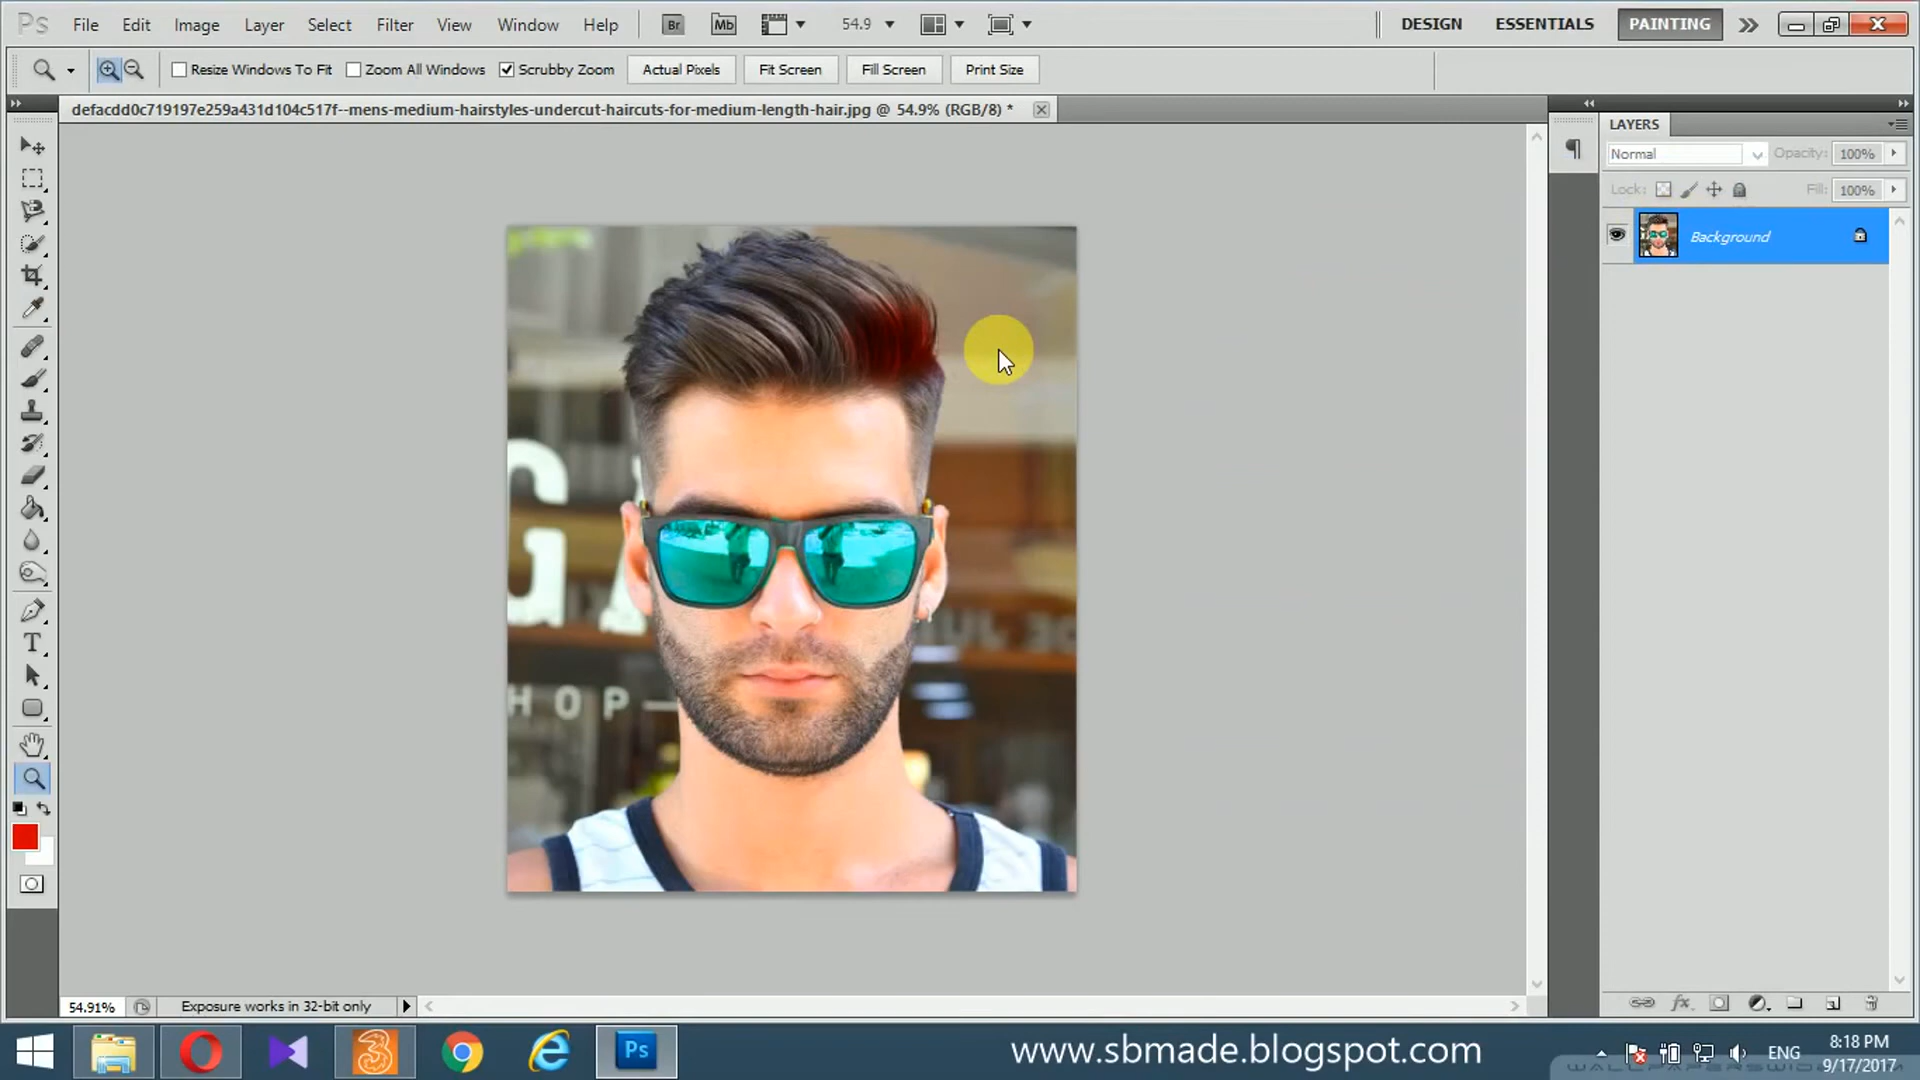 Ps File Edit Image Layer Select Filter View Window Help Br Mb 54.9 DESIGN ESSENTIALS PAINTING
Resize Windows To Fit Zoom All Windows Scrubby Zoom Actual Pixels Fit Screen Fill Screen Print Size
defacdd0c719197e259a431d104c517f--mens-medium-hairstyles-undercut-haircuts-for-medium-length-hair.jpg @ 54.9% (RGB/8) *
LAYERS
Normal Opacity: 100%
Lock: Fill: 100%
Background
HOP
54.91% Exposure works in 32-bit only
Ps
www.sbmade.blogspot.com
ENG
8:18 PM
9/17/2017